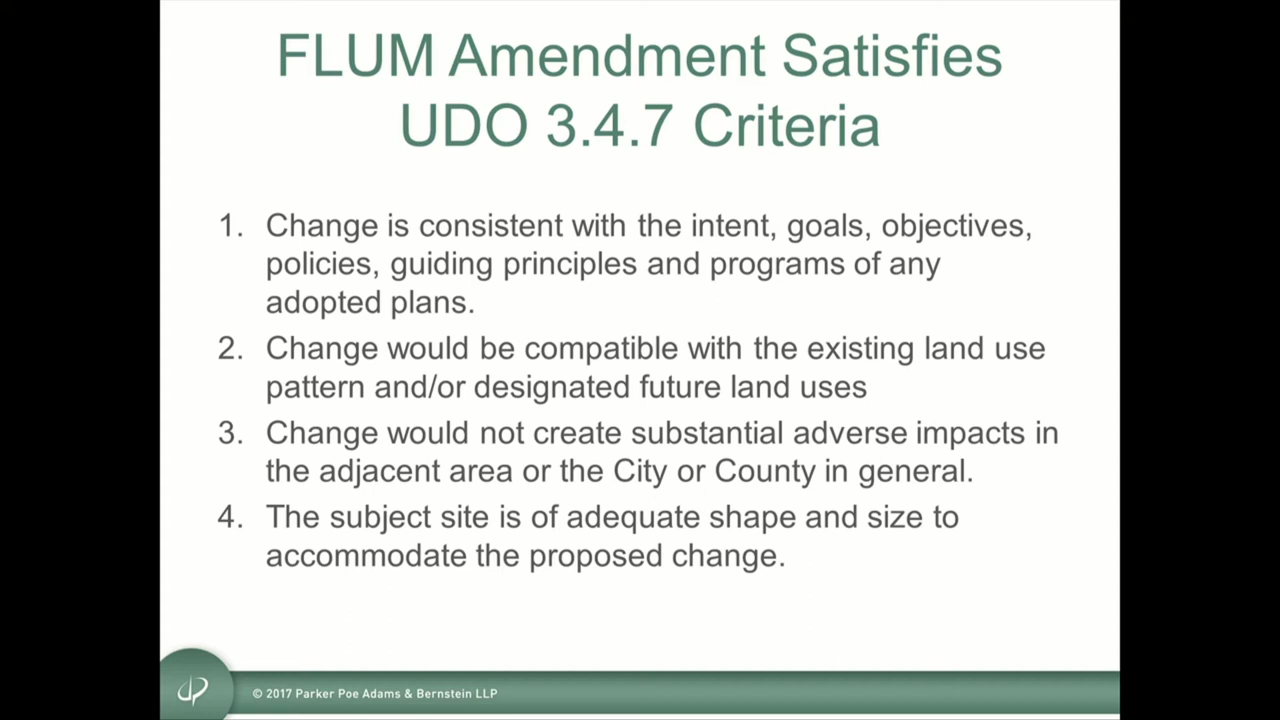 FLUM Amendment Satisfies
UDO 3.4.7 Criteria
1. Change is consistent with the intent, goals, objectives,
policies, guiding principles and programs of any
adopted plans.
2. Change would be compatible with the existing land use
pattern and/or designated future land uses
3. Change would not create substantial adverse impacts in
the adjacent area or the City or County in general.
4. The subject site is of adequate shape and size to
accommodate the proposed change.
© 2017 Parker Poe Adams & Bernstein LLP